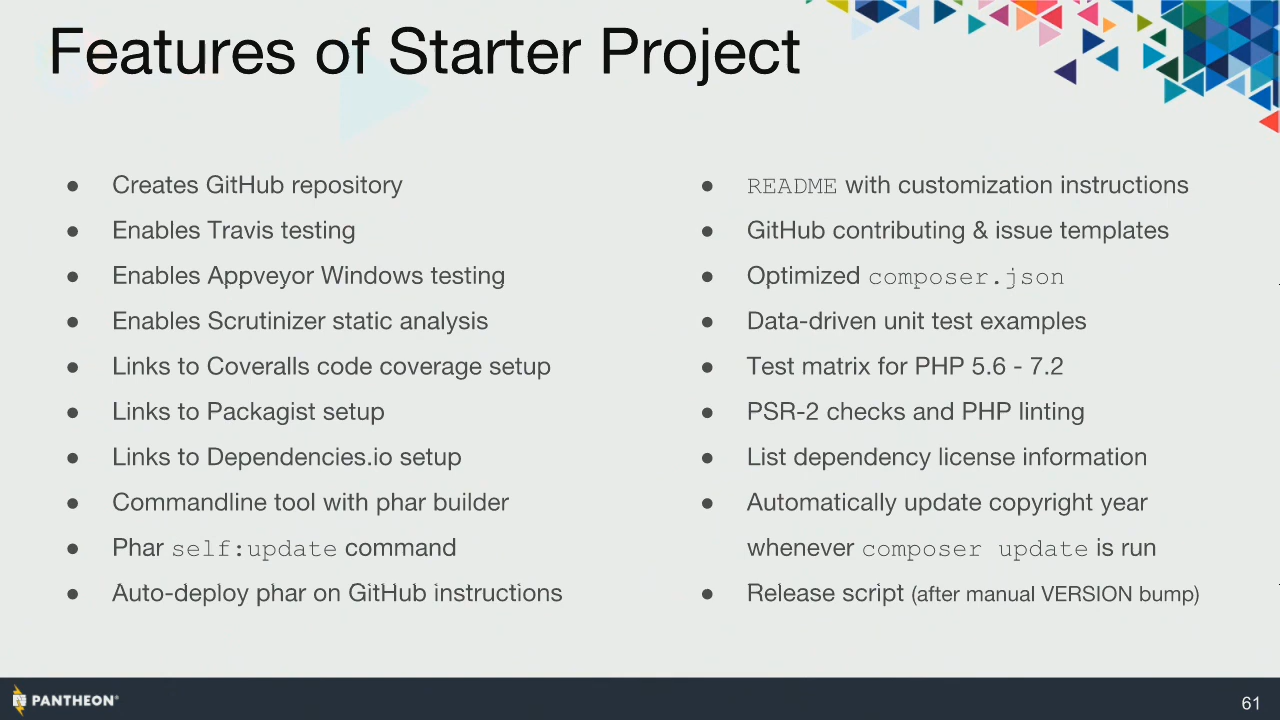 Features of Starter Project
● Creates GitHub repository
● Enables Travis testing
● Enables Appveyor Windows testing
● Enables Scrutinizer static analysis
● Links to Coveralls code coverage setup
● Links to Packagist setup
● Links to Dependencies.io setup
● Commandline tool with phar builder
● Phar self:update command
● Auto-deploy phar on GitHub instructions
● README with customization instructions
● GitHub contributing & issue templates
● Optimized composer.json
● Data-driven unit test examples
● Test matrix for PHP 5.6 - 7.2
● PSR-2 checks and PHP linting
● List dependency license information
● Automatically update copyright year
whenever composer update is run
● Release script (after manual VERSION bump)
PANTHEON®
61